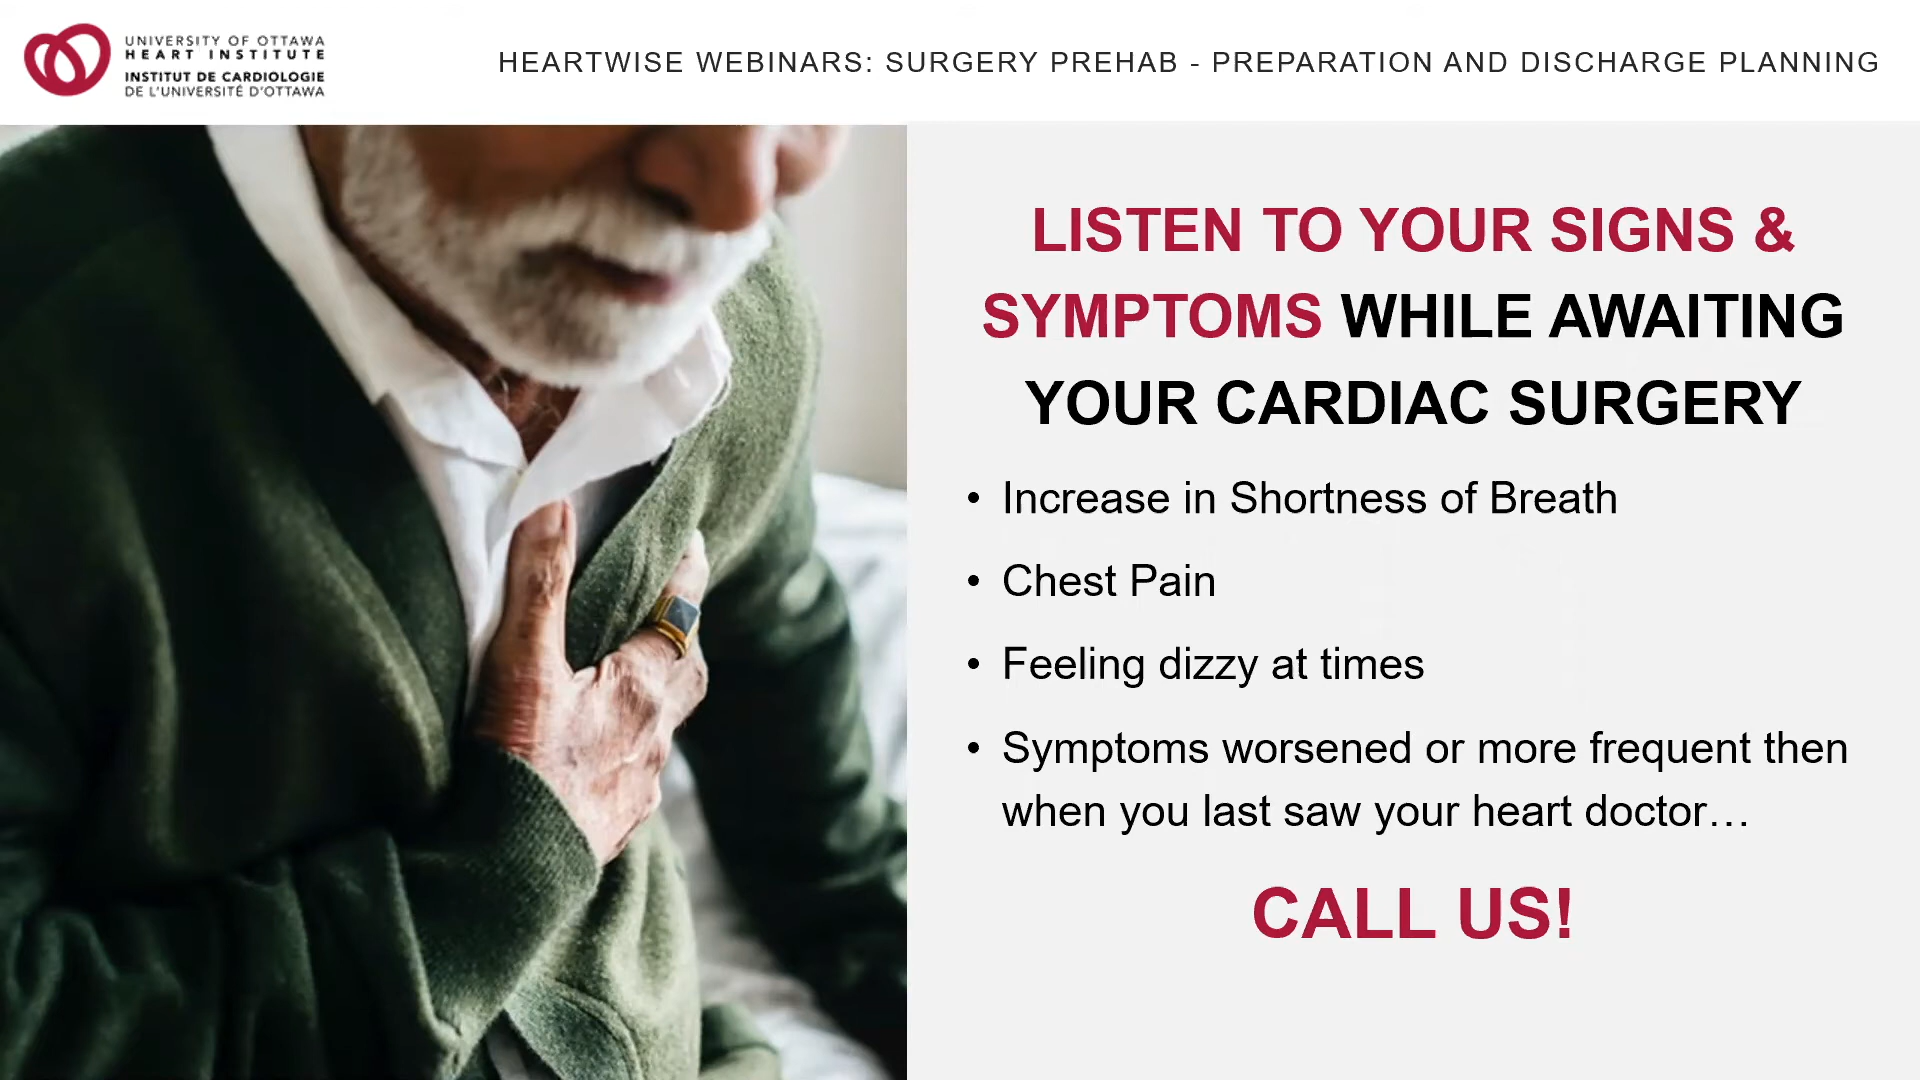 UNIVERSITY OF OTTAWA
HEART INSTITUTE
INSTITUT DE CARDIOLOGIE
DE L'UNIVERSITÉ D'OTTAWA
HEARTWISE WEBINARS: SURGERY PREHAB - PREPARATION AND DISCHARGE PLANNING
LISTEN TO YOUR SIGNS &
SYMPTOMS WHILE AWAITING
YOUR CARDIAC SURGERY
• Increase in Shortness of Breath
• Chest Pain
• Feeling dizzy at times
• Symptoms worsened or more frequent then
when you last saw your heart doctor…
CALL US!